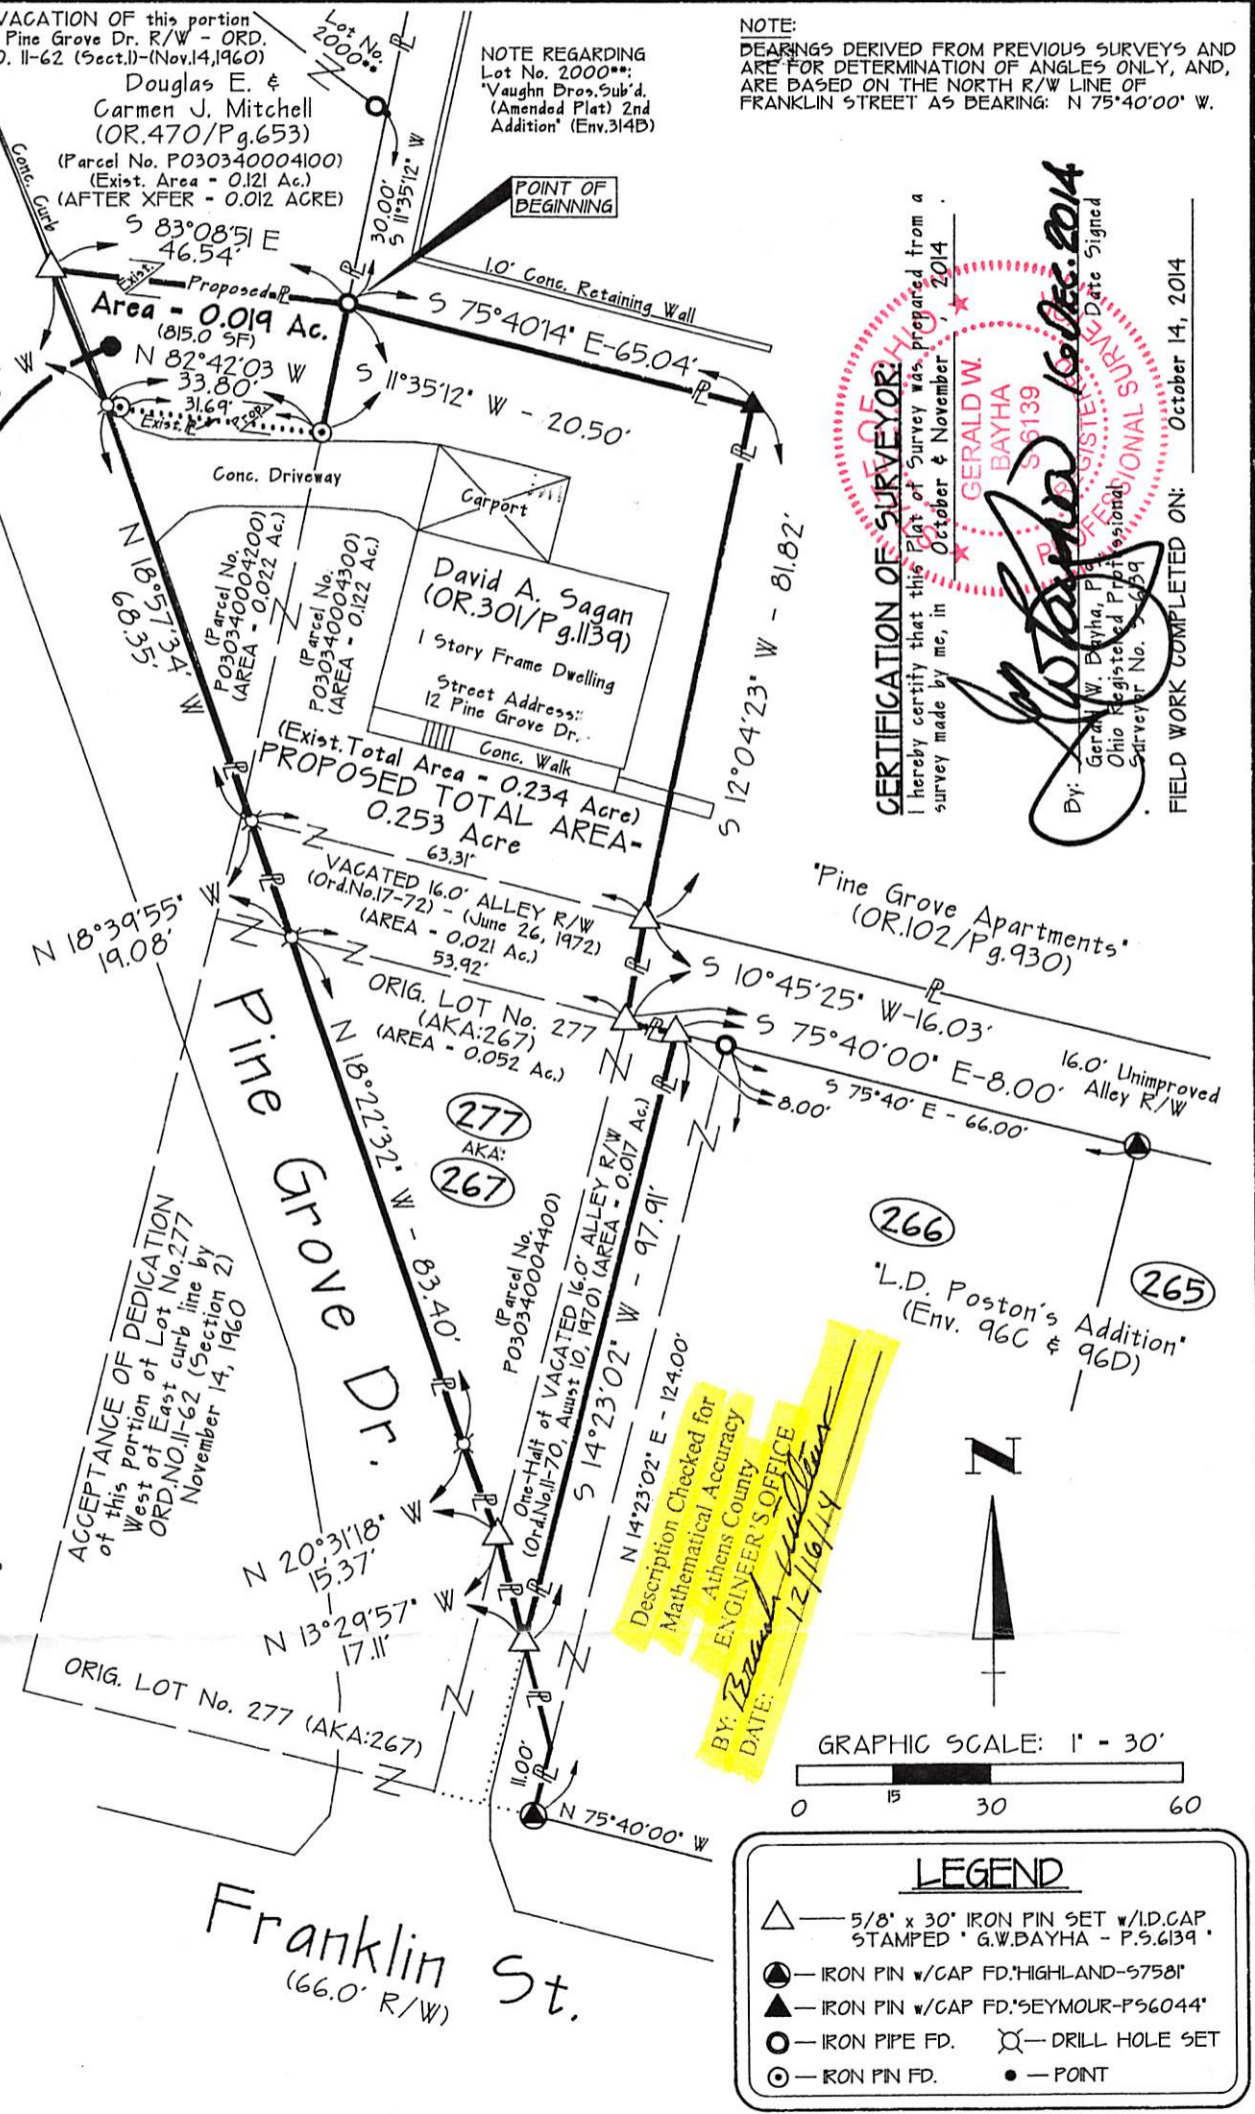 VACATION OF this portion
Pine Grove Dr. R/W - ORD.
O. 11-62 (Sect.1)-(Nov.14,1960)
Douglas E. &
Carmen J. Mitchell
(OR.470/Pg.653)
(Parcel No. P030340004100)
(Exist. Area - 0.121 Ac.)
(AFTER XFER - 0.012 ACRE)
Lot No.
2000**
NOTE REGARDING
Lot No. 2000**:
"Vaughn Bros.Sub'd.
(Amended Plat) 2nd
Addition" (Env.314B)
NOTE:
BEARINGS DERIVED FROM PREVIOUS SURVEYS AND
ARE FOR DETERMINATION OF ANGLES ONLY, AND,
ARE BASED ON THE NORTH R/W LINE OF
FRANKLIN STREET AS BEARING: N 75°40'00" W.
Conc. Curb
30.00'
S 11°35'12" W
POINT OF
BEGINNING
S 83°08'51 E
46.54'
Exist.
Proposed
PL
1.0' Conc. Retaining Wall
Area - 0.019 Ac.
(815.0 SF)
S 75°40'14" E-65.04'
N 82°42'03 W
33.80'
31.69'
Exist. PL
Prop.
W
S 11°35'12" W - 20.50'
Conc. Driveway
Carport
N 18°57'34" W
68.35'
(Parcel No.
P030340004200)
(AREA - 0.022 Ac.)
(Parcel No.
P030340004300)
(AREA - 0.122 Ac.)
David A. Sagan
(OR.301/Pg.1139)
1 Story Frame Dwelling
Street Address:
12 Pine Grove Dr.
Conc. Walk
S 12°04'23" W - 81.82'
(Exist.Total Area - 0.234 Acre)
PROPOSED TOTAL AREA-
0.253 Acre
63.31'
VACATED 16.0' ALLEY R/W
(Ord.No.17-72) - (June 26, 1972)
(AREA - 0.021 Ac.)
53.92'
N 18°39'55" W
19.08'
ORIG. LOT No. 277
(AKA:267)
(AREA - 0.052 Ac.)
"Pine Grove Apartments"
(OR.102/Pg.930)
S 10°45'25" W-16.03'
S 75°40'00" E-8.00'
16.0' Unimproved
Alley R/W
8.00'
S 75°40' E - 66.00'
277
AKA:
267
Pine Grove Dr.
N 18°22'32" W - 83.40'
(Parcel No.
P030340004400)
One-Half of VACATED 16.0' ALLEY R/W
(Ord.No.11-70, Auust 10, 1970) (AREA - 0.017 Ac.)
S 14°23'02" W - 97.91'
N 14°23'02" E - 124.00'
266
265
"L.D. Poston's Addition"
(Env. 96C & 96D)
ACCEPTANCE OF DEDICATION
of this portion of Lot No.277
West of East curb line by
ORD.NO.11-62 (Section 2)
November 14, 1960
N 20°31'18" W
15.37'
N 13°29'57" W
17.11'
ORIG. LOT No. 277 (AKA:267)
11.00'
N 75°40'00" W
Franklin St.
(66.0' R/W)
CERTIFICATION OF SURVEYOR:
I hereby certify that this Plat of Survey was prepared from a
survey made by me, in October & November, 2014.
STATE OF OHIO
GERALD W.
BAYHA
S-6139
REGISTERED
PROFESSIONAL SURVEYOR
16 DEC. 2014
Date Signed
By:
Gerald W. Bayha, P.S.
Ohio Registered Professional
Surveyor No. S-6139
FIELD WORK COMPLETED ON: October 14, 2014
Description Checked for
Mathematical Accuracy
Athens County
ENGINEER'S OFFICE
BY:
DATE: 12/16/14
N
GRAPHIC SCALE: 1" - 30'
0 15 30 60
LEGEND
5/8" x 30" IRON PIN SET w/I.D.CAP
STAMPED "G.W.BAYHA - P.S.6139"
IRON PIN w/CAP FD."HIGHLAND-S7581"
IRON PIN w/CAP FD."SEYMOUR-PS6044"
IRON PIPE FD.
DRILL HOLE SET
IRON PIN FD.
POINT